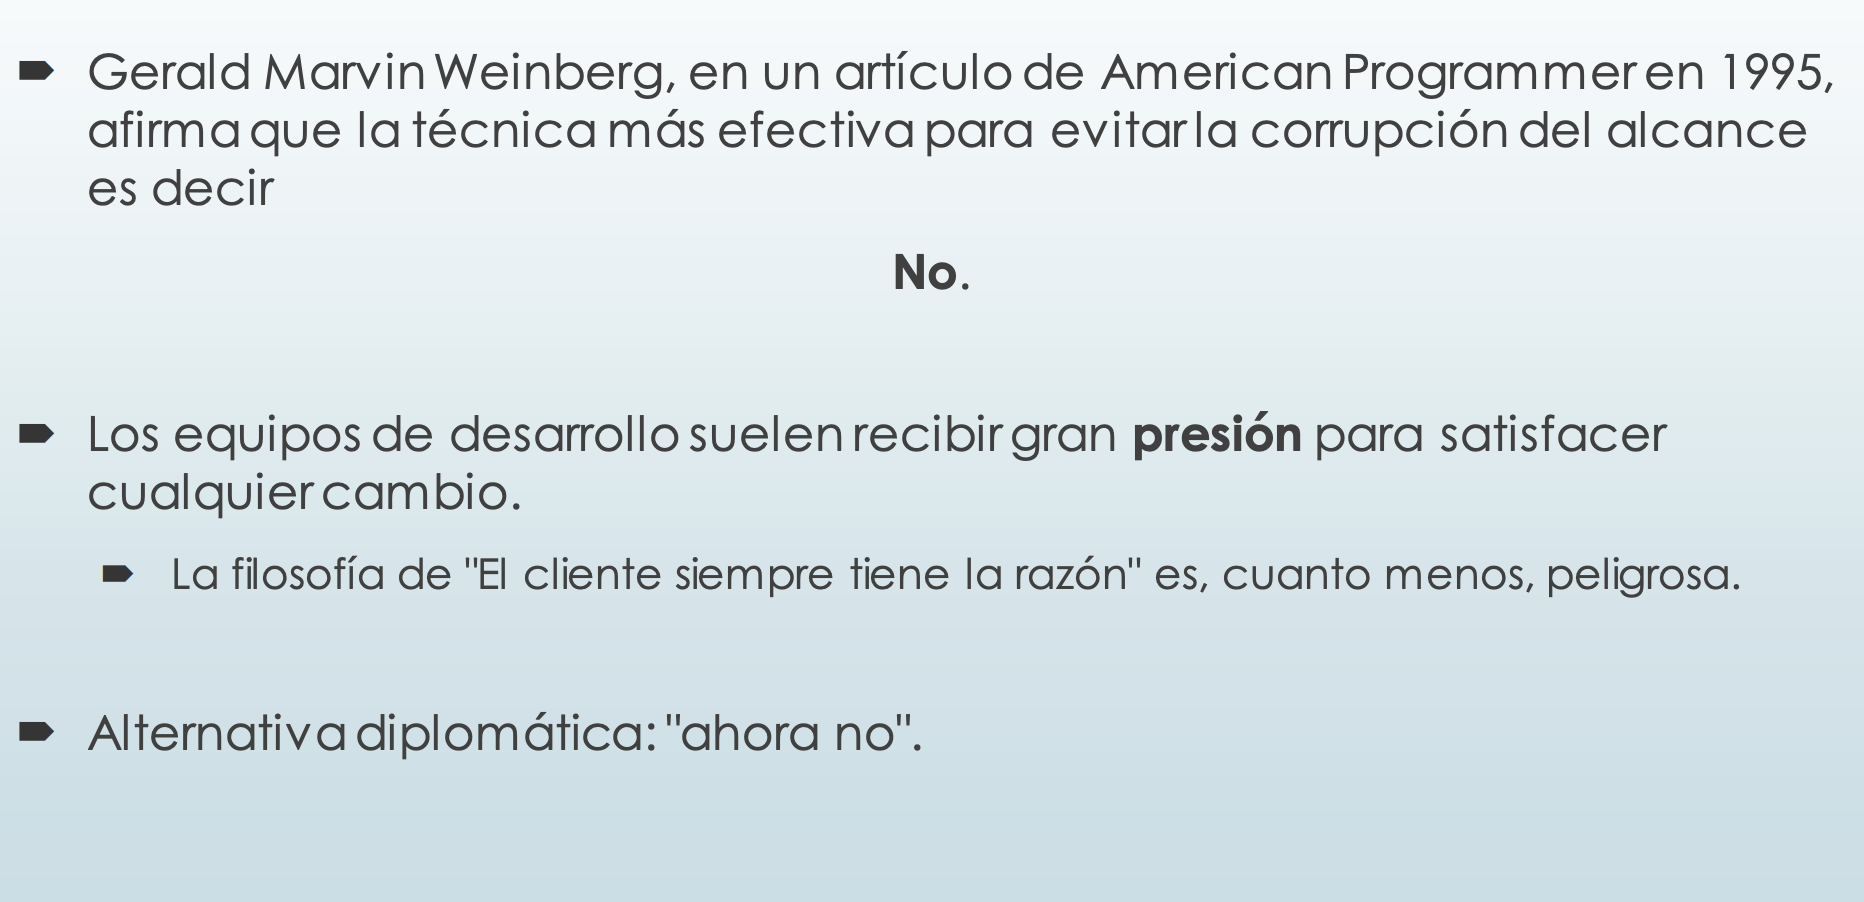 Gerald Marvin Weinberg, en un artículo de American Programmer en 1995,
afirma que la técnica más efectiva para evitar la corrupción del alcance
es decir
No.
Los equipos de desarrollo suelen recibir gran presión para satisfacer
cualquier cambio.
La filosofía de "El cliente siempre tiene la razón" es, cuanto menos, peligrosa.
Alternativa diplomática: "ahora no".